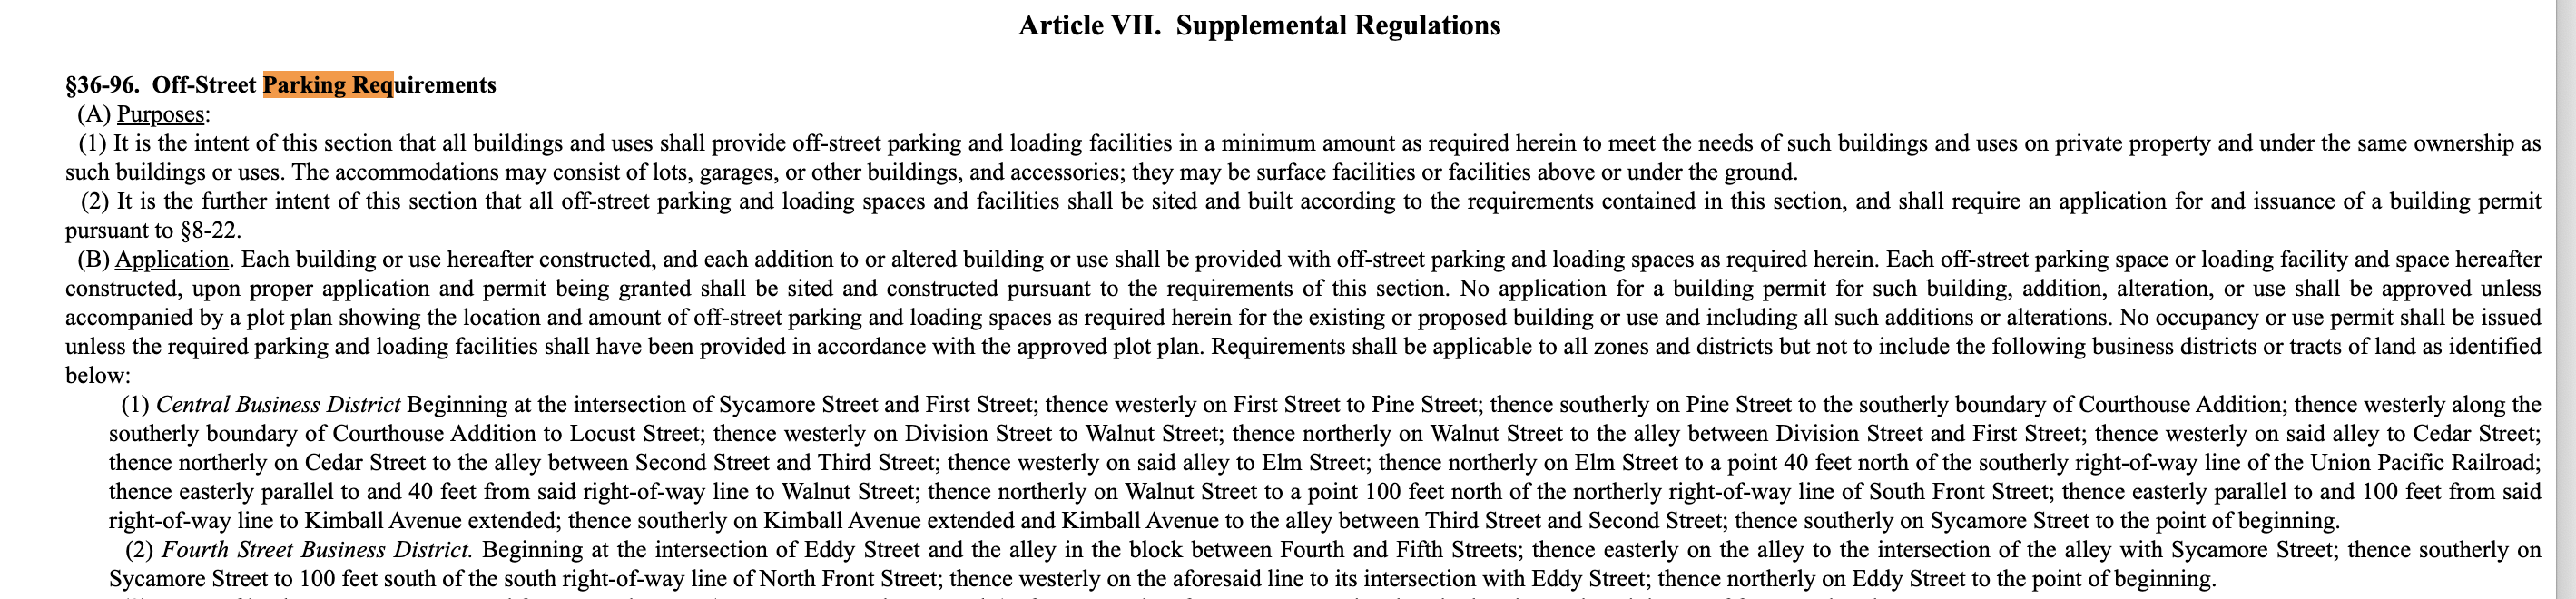 Article VII. Supplemental Regulations
§36-96. Off-Street Parking Requirements
(A) Purposes:
(1) It is the intent of this section that all buildings and uses shall provide off-street parking and loading facilities in a minimum amount as required herein to meet the needs of such buildings and uses on private property and under the same ownership as
such buildings or uses. The accommodations may consist of lots, garages, or other buildings, and accessories; they may be surface facilities or facilities above or under the ground.
(2) It is the further intent of this section that all off-street parking and loading spaces and facilities shall be sited and built according to the requirements contained in this section, and shall require an application for and issuance of a building permit
pursuant to §8-22.
(B) Application. Each building or use hereafter constructed, and each addition to or altered building or use shall be provided with off-street parking and loading spaces as required herein. Each off-street parking space or loading facility and space hereafter
constructed, upon proper application and permit being granted shall be sited and constructed pursuant to the requirements of this section. No application for a building permit for such building, addition, alteration, or use shall be approved unless
accompanied by a plot plan showing the location and amount of off-street parking and loading spaces as required herein for the existing or proposed building or use and including all such additions or alterations. No occupancy or use permit shall be issued
unless the required parking and loading facilities shall have been provided in accordance with the approved plot plan. Requirements shall be applicable to all zones and districts but not to include the following business districts or tracts of land as identified
below:
(1) Central Business District Beginning at the intersection of Sycamore Street and First Street; thence westerly on First Street to Pine Street; thence southerly on Pine Street to the southerly boundary of Courthouse Addition; thence westerly along the
southerly boundary of Courthouse Addition to Locust Street; thence westerly on Division Street to Walnut Street; thence northerly on Walnut Street to the alley between Division Street and First Street; thence westerly on said alley to Cedar Street;
thence northerly on Cedar Street to the alley between Second Street and Third Street; thence westerly on said alley to Elm Street; thence northerly on Elm Street to a point 40 feet north of the southerly right-of-way line of the Union Pacific Railroad;
thence easterly parallel to and 40 feet from said right-of-way line to Walnut Street; thence northerly on Walnut Street to a point 100 feet north of the northerly right-of-way line of South Front Street; thence easterly parallel to and 100 feet from said
right-of-way line to Kimball Avenue extended; thence southerly on Kimball Avenue extended and Kimball Avenue to the alley between Third Street and Second Street; thence southerly on Sycamore Street to the point of beginning.
(2) Fourth Street Business District. Beginning at the intersection of Eddy Street and the alley in the block between Fourth and Fifth Streets; thence easterly on the alley to the intersection of the alley with Sycamore Street; thence southerly on
Sycamore Street to 100 feet south of the south right-of-way line of North Front Street; thence westerly on the aforesaid line to its intersection with Eddy Street; thence northerly on Eddy Street to the point of beginning.